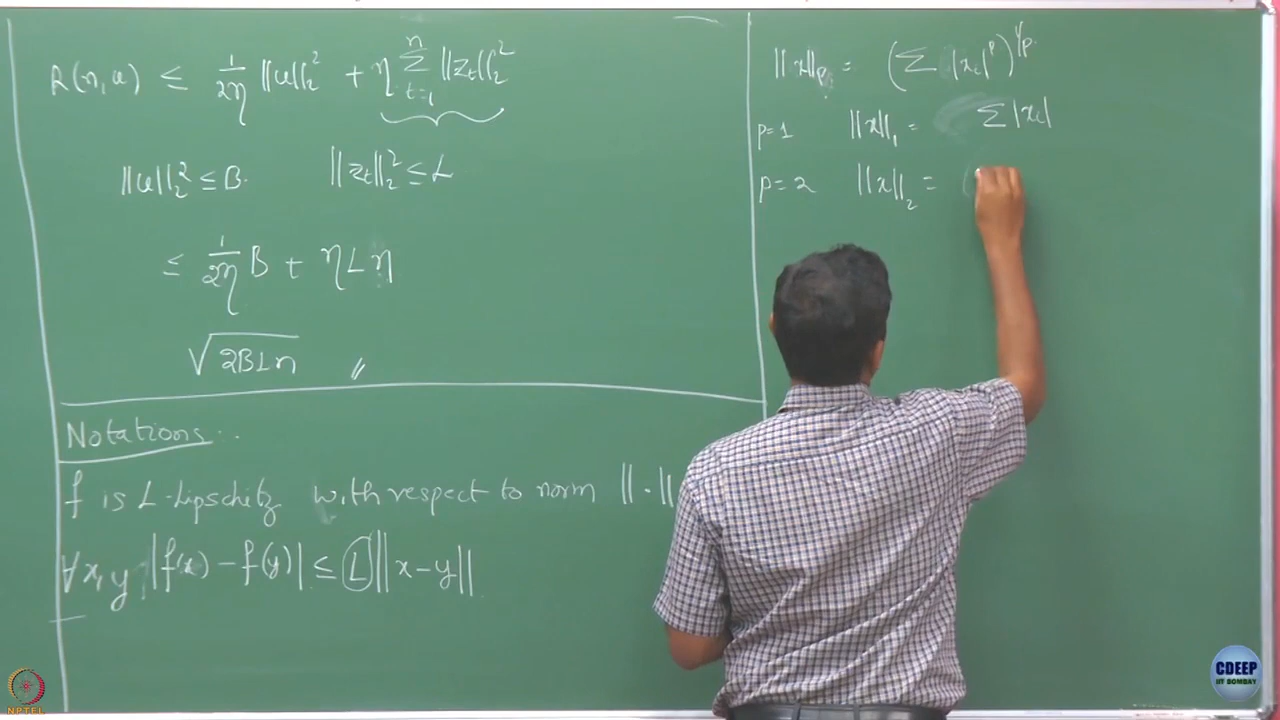 R(n,u) ≤ 1/2η ||u||₂² + η Σ_{t=1}^{n} ||z_t||₂²
||u||₂² ≤ B. ||z_t||₂² ≤ L
≤ 1/2η B + η L n
√2BLn //
Notations..
f is L-Lipschitz with respect to norm ||·||
∀x,y |f(x) - f(y)| ≤ L ||x-y||
||x||_p = (Σ |x_i|^p)^{1/p}
p=1 ||x||₁ = Σ |x_i|
p=2 ||x||₂ = (
CDEEP
IIT BOMBAY
NPTEL